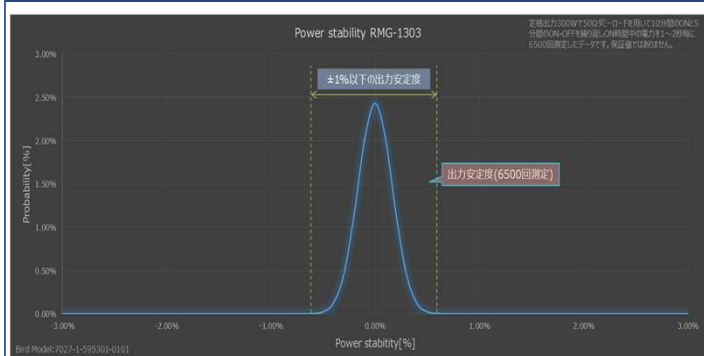 Power stability RMG-1303
定格出力300Wで50Ωダミーロードを用いて10分間のONと5
分間のON-OFFを繰り返しON時間中の電力を1～2秒毎に
6500回測定したデータです。保証値ではありません。
3.00%
±1%以下の出力安定度
2.50%
2.00%
出力安定度(6500回測定)
1.50%
1.00%
0.50%
0.00%
Probability[%]
-3.00% -2.00% -1.00% 0.00% 1.00% 2.00% 3.00%
Power stabitity[%]
Bird Model:7027-1-595301-0101